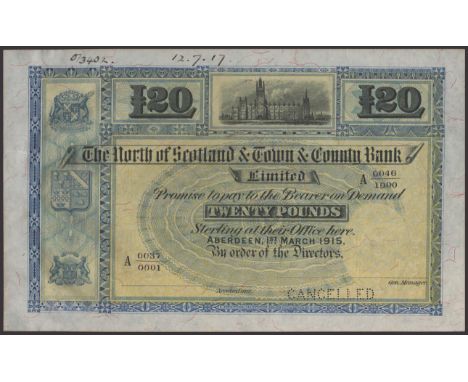 O/3402. 12.7.17
£20 £20
The North of Scotland & Town & County Bank
Limited
A 0046/1000
Promise to pay to the Bearer on Demand
TWENTY POUNDS
Sterling at their Office here.
ABERDEEN, 1ST MARCH 1915.
A 0037/0001
By order of the Directors.
Accountant. Gen. Manager.
CANCELLED